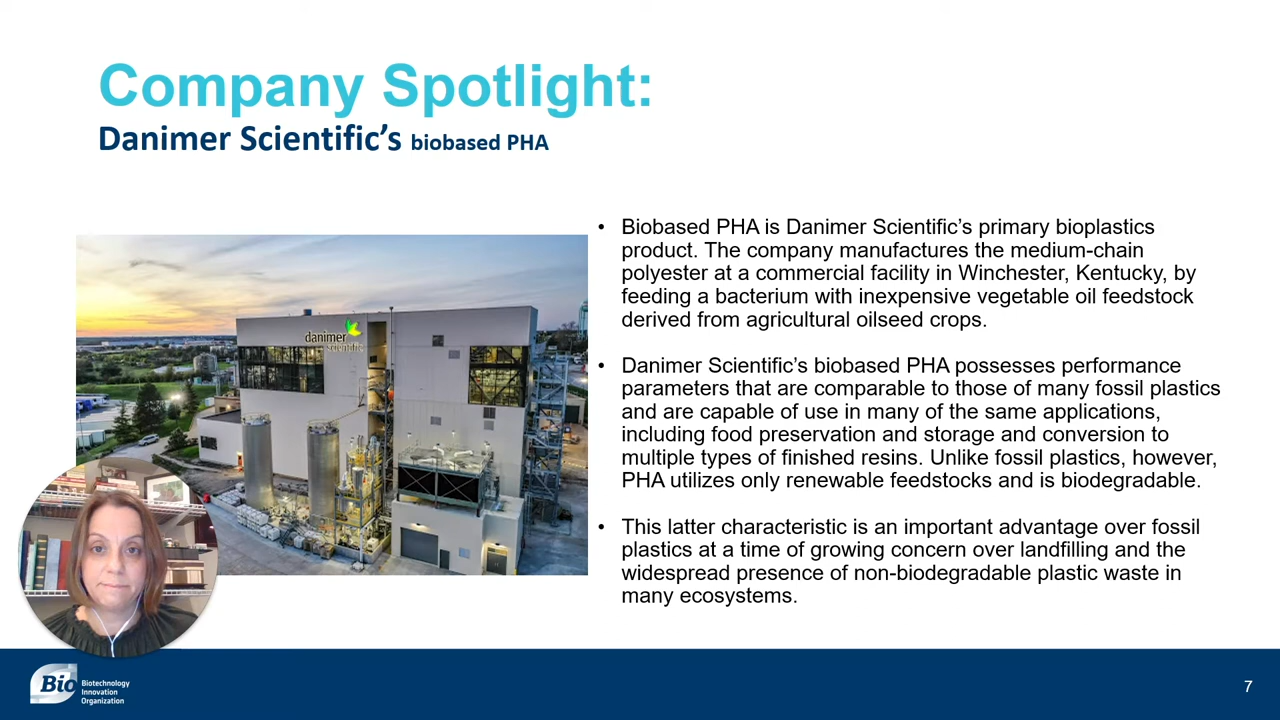 Company Spotlight:
Danimer Scientific’s biobased PHA
danimer
scientific
• Biobased PHA is Danimer Scientific’s primary bioplastics
product. The company manufactures the medium-chain
polyester at a commercial facility in Winchester, Kentucky, by
feeding a bacterium with inexpensive vegetable oil feedstock
derived from agricultural oilseed crops.
• Danimer Scientific’s biobased PHA possesses performance
parameters that are comparable to those of many fossil plastics
and are capable of use in many of the same applications,
including food preservation and storage and conversion to
multiple types of finished resins. Unlike fossil plastics, however,
PHA utilizes only renewable feedstocks and is biodegradable.
• This latter characteristic is an important advantage over fossil
plastics at a time of growing concern over landfilling and the
widespread presence of non-biodegradable plastic waste in
many ecosystems.
Bio
Biotechnology
Innovation
Organization
7